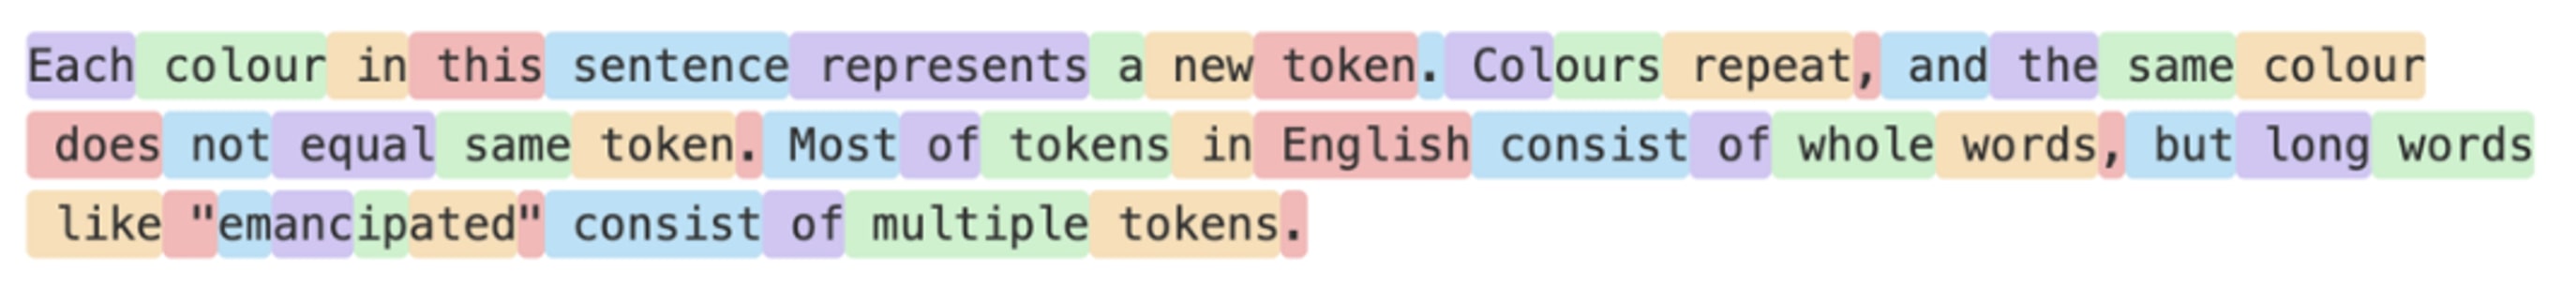 Each colour in this sentence represents a new token. Colours repeat, and the same colour
does not equal same token. Most of tokens in English consist of whole words, but long words
like "emancipated" consist of multiple tokens.